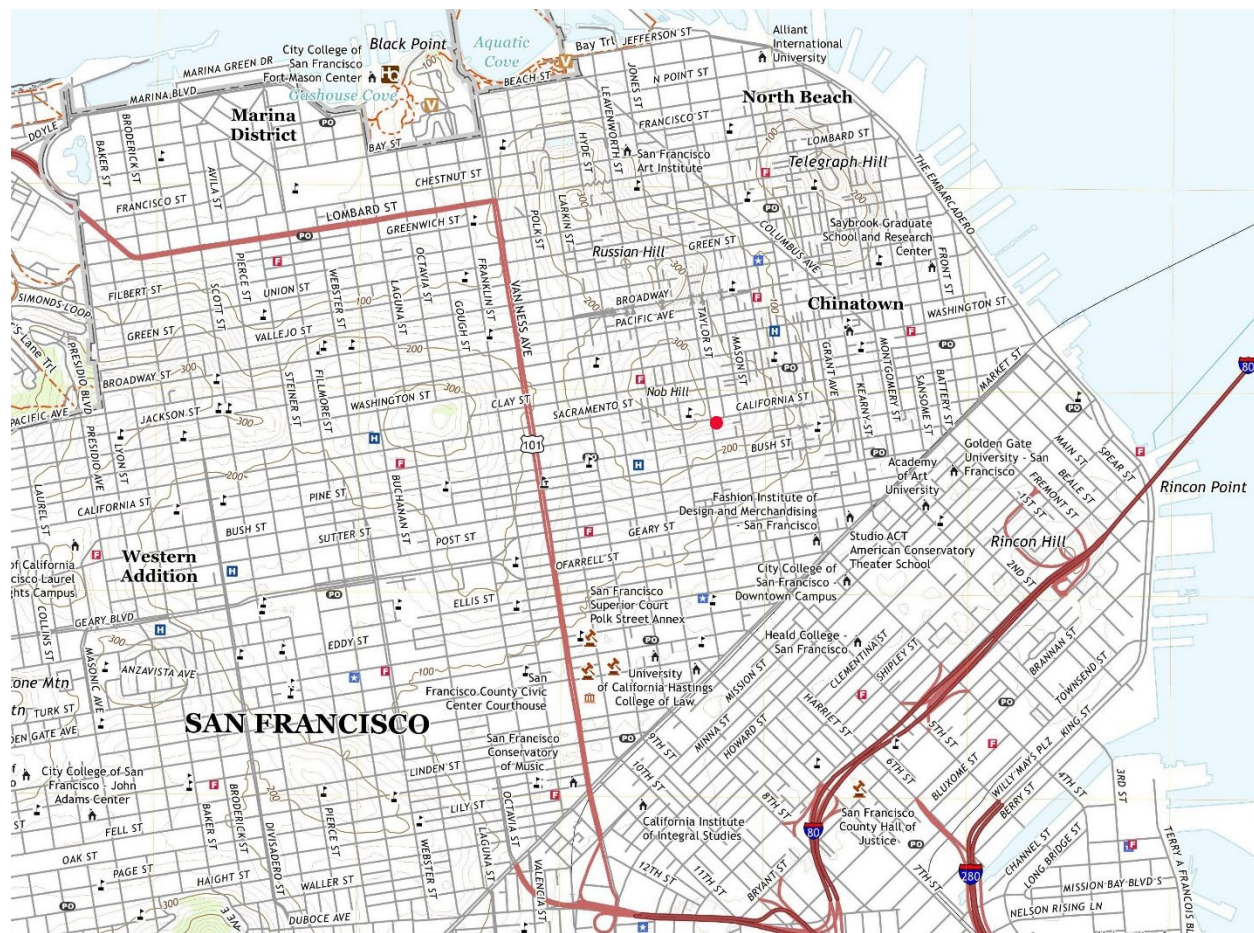 Alliant
International
University
Bay Trl
JEFFERSON ST
Aquatic
Cove
Black Point
City College of
San Francisco
Fort Mason Center
MARINA GREEN DR
HQ
V
BEACH ST
JONES ST
N POINT ST
North Beach
Gashouse Cove
V
MARINA BLVD
DOYLE
Marina
District
PO
BAY ST
LEAVENWORTH ST
HYDE ST
FRANCISCO ST
LOMBARD ST
Telegraph Hill
THE EMBARCADERO
San Francisco
Art Institute
BAKER ST
BRODERICK ST
AVILA ST
CHESTNUT ST
FRANCISCO ST
LOMBARD ST
GREENWICH ST
POLK ST
LARKIN ST
COLUMBUS AVE
Saybrook Graduate
School and Research
Center
FRONT ST
Russian Hill
GREEN ST
PIERCE ST
SCOTT ST
UNION ST
WEBSTER ST
OCTAVIA ST
LAGUNA ST
GOUGH ST
FRANKLIN ST
VAN NESS AVE
FILBERT ST
SIMONDS LOOP
Lane Trl
GREEN ST
VALLEJO ST
BROADWAY
PACIFIC AVE
TAYLOR ST
MASON ST
Chinatown
WASHINGTON ST
GRANT AVE
MONTGOMERY ST
KEARNY ST
SANSOME ST
BATTERY ST
MARKET ST
80
PRESIDIO BLVD
BROADWAY ST
PACIFIC AVE
JACKSON ST
STEINER ST
FILLMORE ST
WASHINGTON ST
CLAY ST
SACRAMENTO ST
Nob Hill
CALIFORNIA ST
BUSH ST
101
PRESIDIO AVE
LYON ST
LAUREL ST
CALIFORNIA ST
PINE ST
BUCHANAN ST
BUSH ST
SUTTER ST
POST ST
GEARY ST
OFARRELL ST
Golden Gate
University - San
Francisco
Academy
of Art
University
MAIN ST
BEALE ST
SPEAR ST
FREMONT ST
1ST ST
2ND ST
Rincon Point
Rincon Hill
Fashion Institute of
Design and Merchandising
- San Francisco
Studio ACT
American Conservatory
Theater School
City College of
San Francisco -
Downtown Campus
Western
Addition
of California
cisco Laurel
ghts Campus
COLLINS ST
GEARY BLVD
ELLIS ST
EDDY ST
San Francisco
Superior Court
Polk Street Annex
Heald College -
San Francisco
CLEMENTINA ST
SHIPLEY ST
BRANNAN ST
TOWNSEND ST
MASONIC AVE
ANZAVISTA AVE
one Mtn
TURK ST
DEN GATE AVE
SAN FRANCISCO
San
Francisco County Civic
Center Courthouse
University
of California Hastings
College of Law
MISSION ST
MINNA ST
HOWARD ST
HARRIET ST
5TH ST
6TH ST
KING ST
WILLY MAYS PLZ
BLUXOME ST
4TH ST
BERRY ST
3RD ST
San Francisco
Conservatory
of Music
9TH ST
10TH ST
8TH ST
City College of San
Francisco - John
Adams Center
LINDEN ST
LILY ST
OCTAVIA ST
LAGUNA ST
California Institute
of Integral Studies
San Francisco
County Hall of
Justice
80
280
CHANNEL ST
LONG BRIDGE ST
FELL ST
OAK ST
PAGE ST
HAIGHT ST
WALLER ST
DUBOCE AVE
BAKER ST
BRODERICK ST
DIVISADERO ST
PIERCE ST
WEBSTER ST
VALENCIA ST
12TH ST
11TH ST
BRYANT ST
7TH ST
MISSION BAY BLVD S
NELSON RISING LN
TERRY A FRANCOIS BL